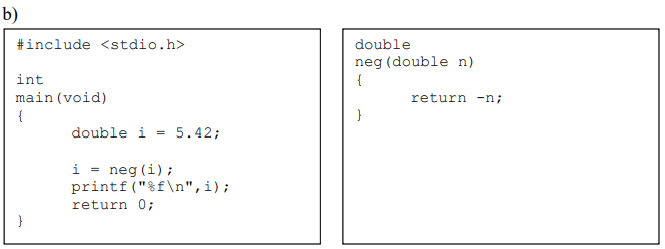 b)
#include <stdio.h>
int
main(void)
{
double i = 5.42;
i = neg(i);
printf("%f\n",i);
return 0;
}
double
neg(double n)
{
return -n;
}